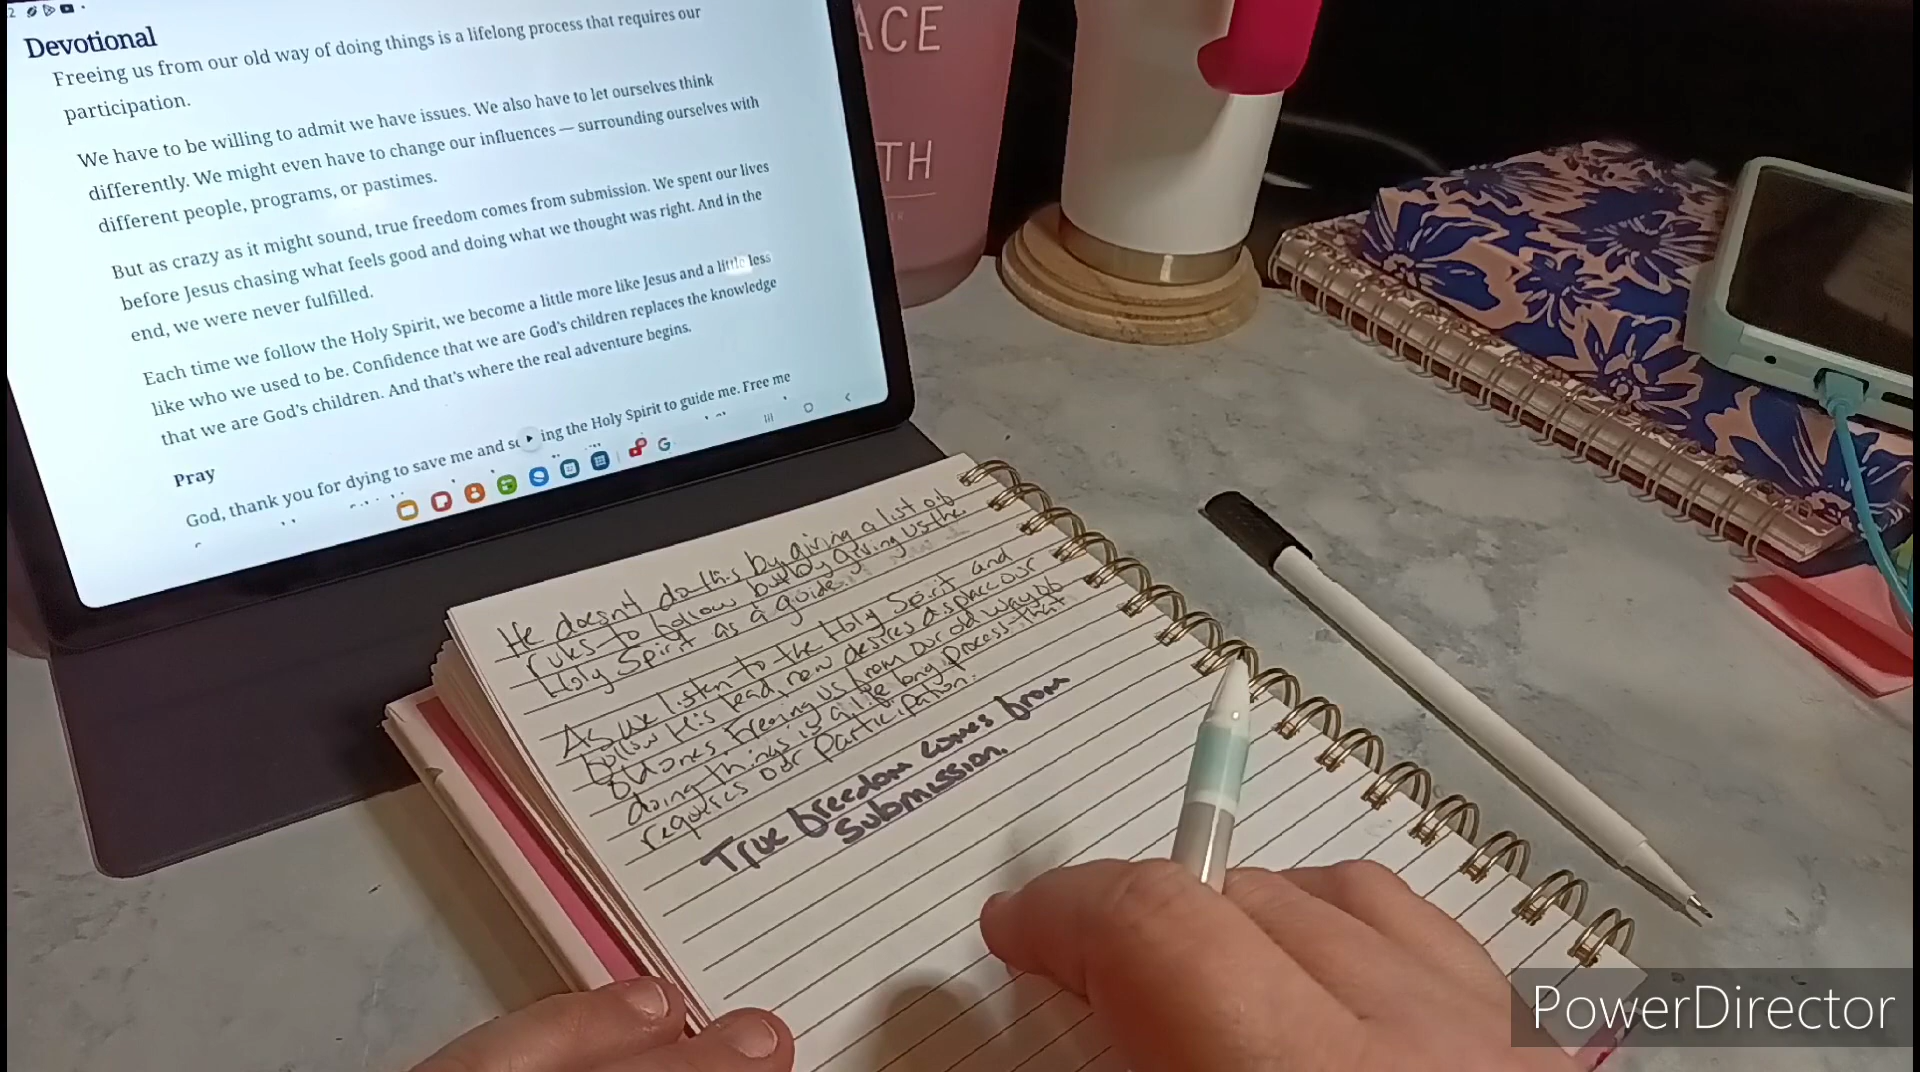 2
Devotional
Freeing us from our old way of doing things is a lifelong process that requires our
participation.
We have to be willing to admit we have issues. We also have to let ourselves think
differently. We might even have to change our influences — surrounding ourselves with
different people, programs, or pastimes.
But as crazy as it might sound, true freedom comes from submission. We spent our lives
before Jesus chasing what feels good and doing what we thought was right. And in the
end, we were never fulfilled.
Each time we follow the Holy Spirit, we become a little more like Jesus and a little less
like who we used to be. Confidence that we are God's children replaces the knowledge
that we are God's children. And that's where the real adventure begins.
Pray
God, thank you for dying to save me and ing the Holy Spirit to guide me. Free me
ACE
TH
He doesn't do this by giving a list of
rules to follow but by giving us the
Holy Spirit as a guide.
As we listen to the Holy Spirit and
follow His lead, new desires displace our
old ones. Freeing us from our old way of
doing things is a life long process that
requires our participation.
True freedom comes from
submission.
PowerDirector